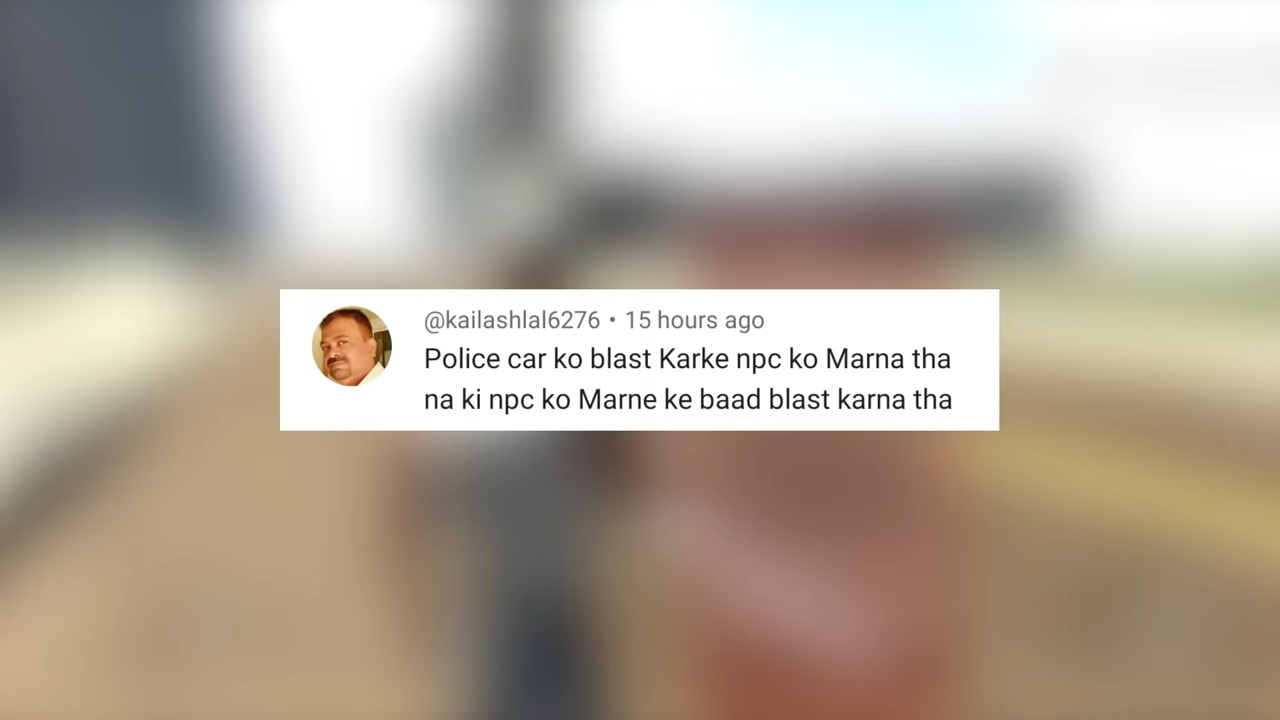 @kailashlal6276 • 15 hours ago
Police car ko blast Karke npc ko Marna tha
na ki npc ko Marne ke baad blast karna tha